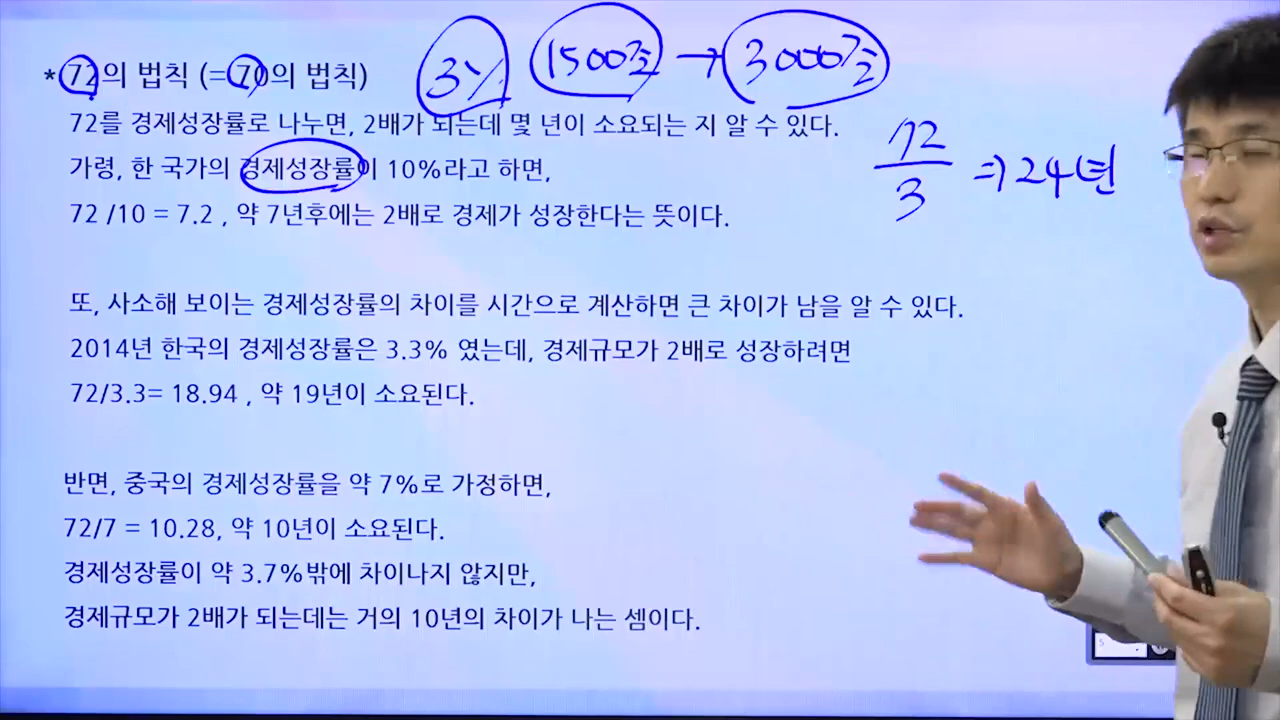 3% 1500조 → 3000조
* 72의 법칙 (= 70의 법칙)
72를 경제성장률로 나누면, 2배가 되는데 몇 년이 소요되는 지 알 수 있다.
가령, 한 국가의 경제성장률이 10%라고 하면,
72 /10 = 7.2 , 약 7년후에는 2배로 경제가 성장한다는 뜻이다.
72
3
⇒ 24년
또, 사소해 보이는 경제성장률의 차이를 시간으로 계산하면 큰 차이가 남을 알 수 있다.
2014년 한국의 경제성장률은 3.3% 였는데, 경제규모가 2배로 성장하려면
72/3.3= 18.94 , 약 19년이 소요된다.
반면, 중국의 경제성장률을 약 7%로 가정하면,
72/7 = 10.28, 약 10년이 소요된다.
경제성장률이 약 3.7%밖에 차이나지 않지만,
경제규모가 2배가 되는데는 거의 10년의 차이가 나는 셈이다.